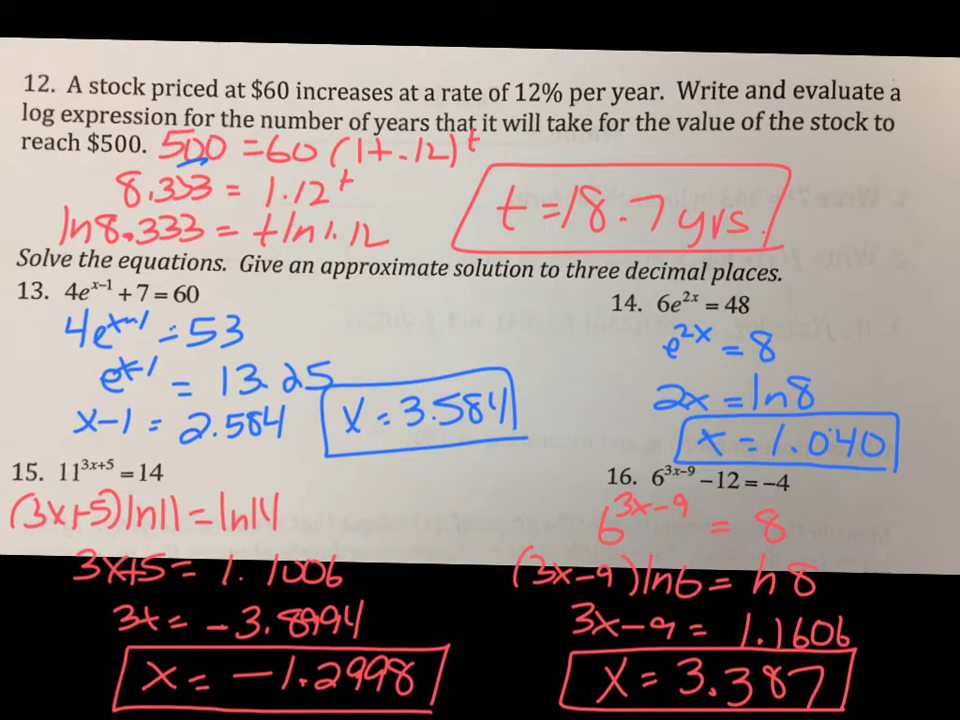 12. A stock priced at $60 increases at a rate of 12% per year. Write and evaluate a
log expression for the number of years that it will take for the value of the stock to
reach $500. 500 = 60 (1+.12)^t
8.333 = 1.12^t
ln 8.333 = t ln 1.12
t = 18.7 yrs.
Solve the equations. Give an approximate solution to three decimal places.
13. 4e^{x–1} + 7 = 60
4e^{x-1} = 53
e^{x-1} = 13.25
x-1 = 2.584
x = 3.584
14. 6e^{2x} = 48
e^{2x} = 8
2x = ln 8
x = 1.040
15. 11^{3x+5} = 14
(3x+5) ln 11 = ln 14
3x+5 = 1.1006
3x = -3.8994
x = -1.2998
16. 6^{3x–9} – 12 = –4
6^{3x-9} = 8
(3x-9) ln 6 = ln 8
3x-9 = 1.1606
x = 3.387